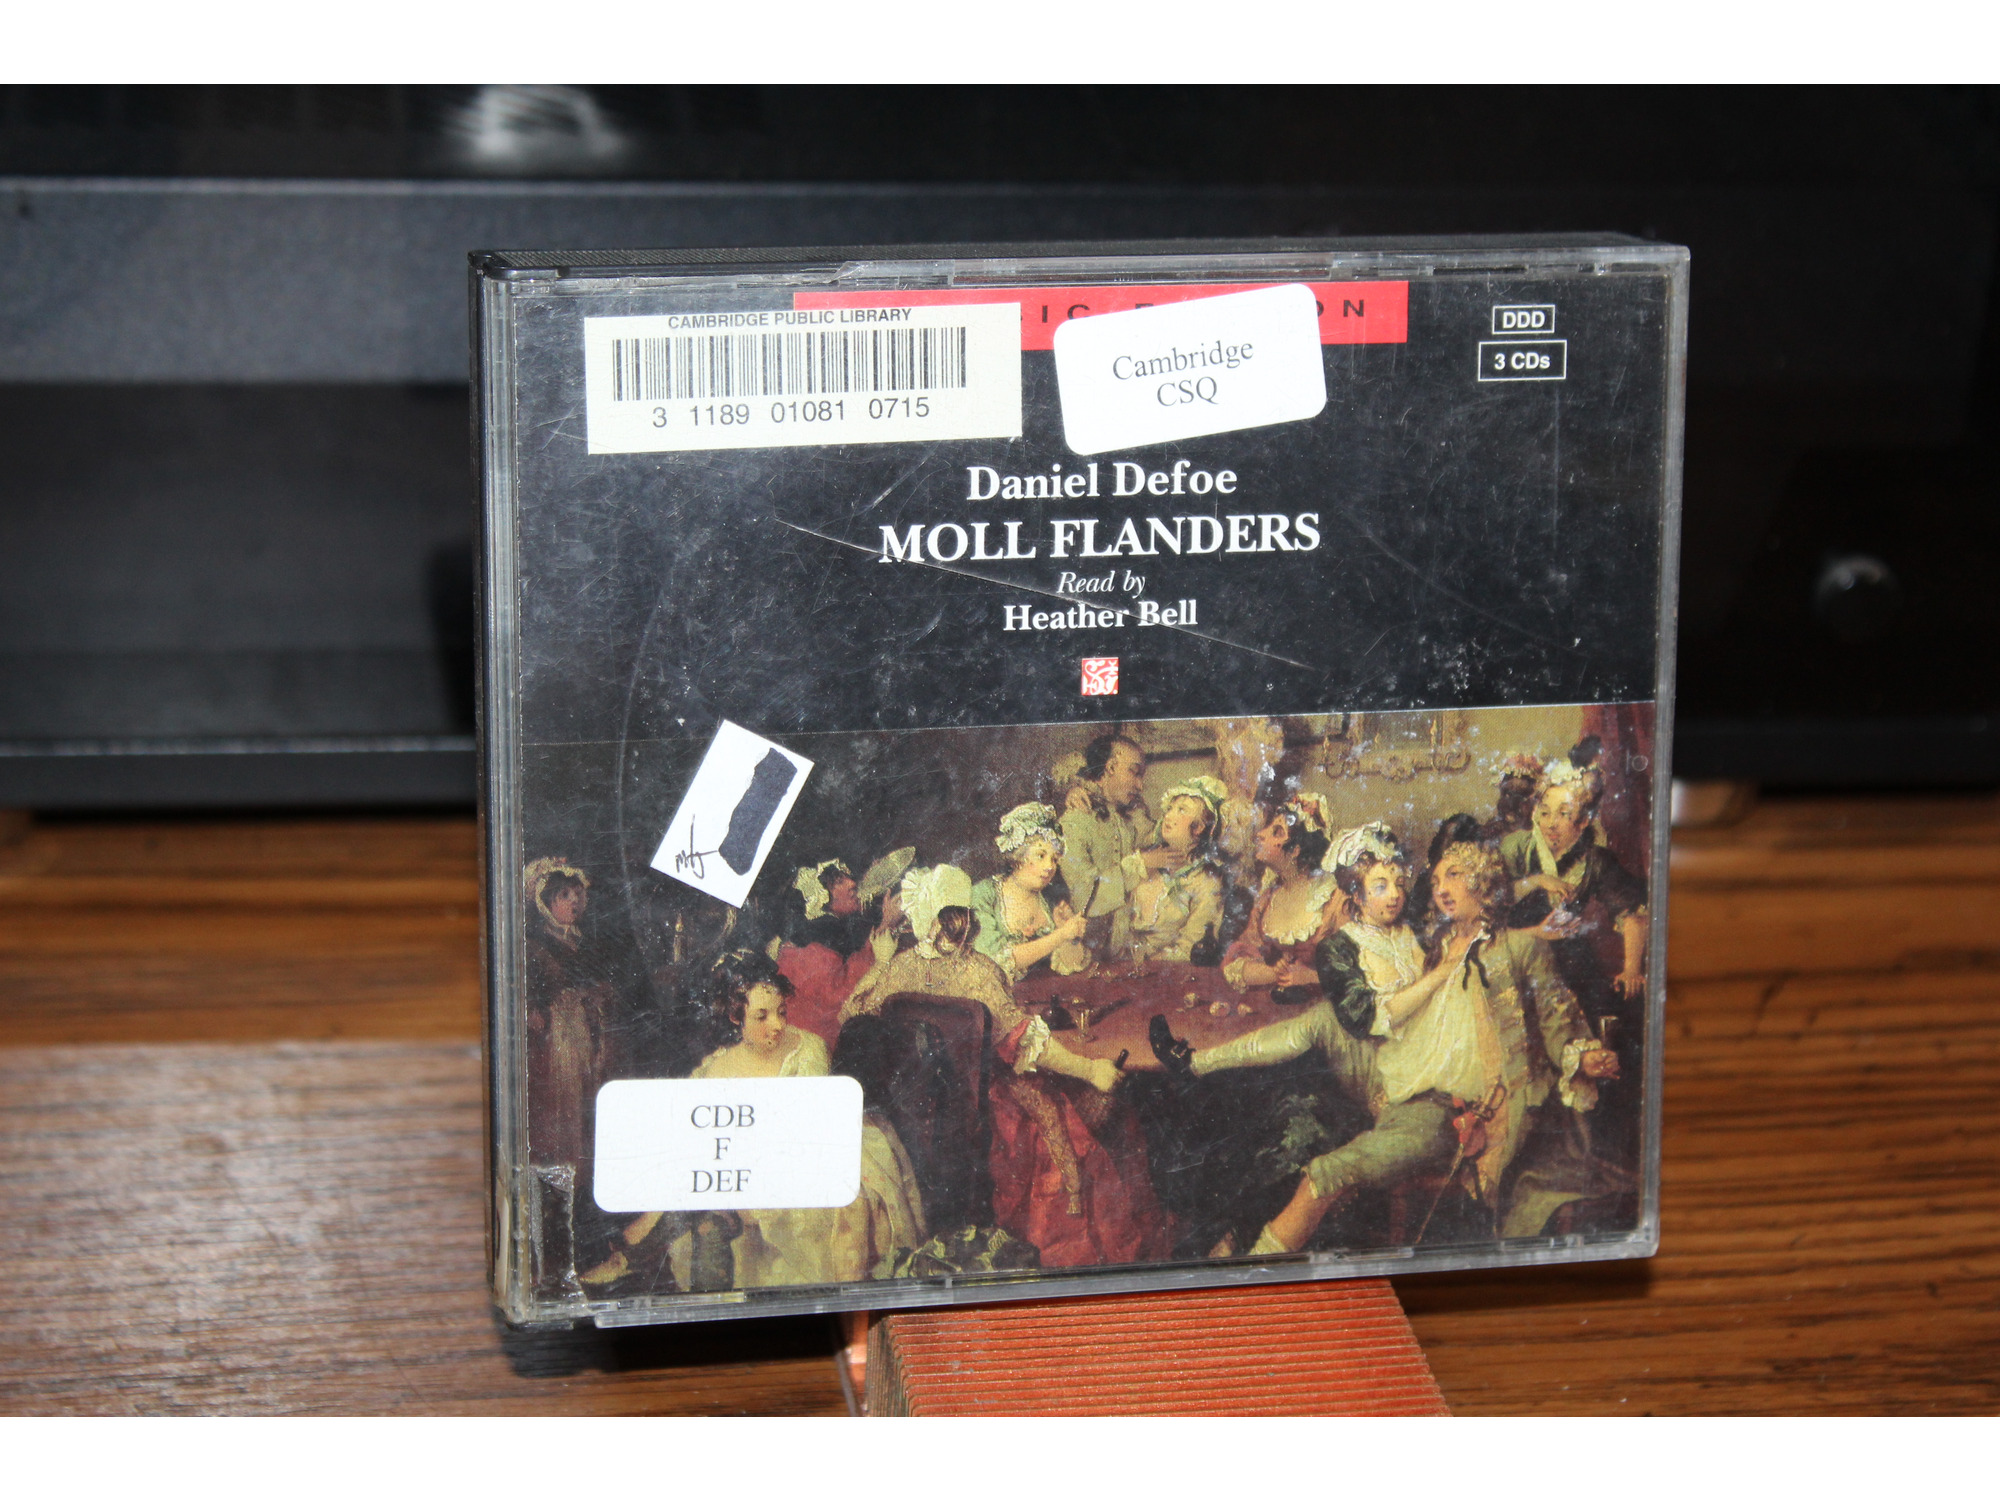 CAMBRIDGE PUBLIC LIBRARY
3 1189 01081 0715
Cambridge
CSQ
DDD
3 CDs
Daniel Defoe
MOLL FLANDERS
Read by
Heather Bell
CDB
F
DEF